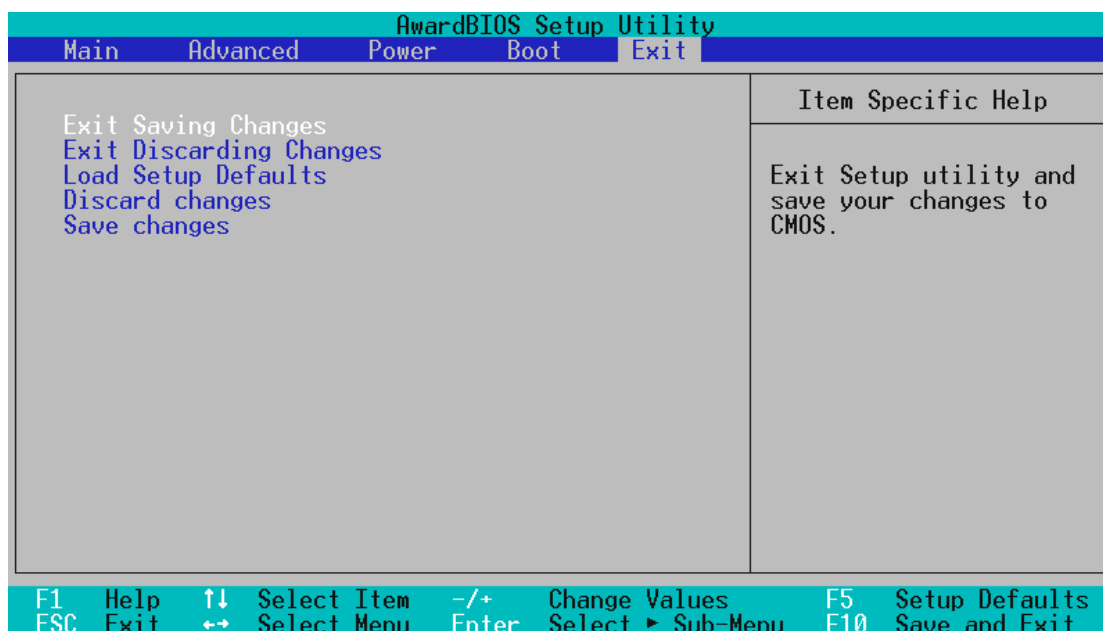 AwardBIOS Setup Utility
Main Advanced Power Boot Exit
Item Specific Help
Exit Saving Changes
Exit Discarding Changes
Load Setup Defaults
Discard changes
Save changes
Exit Setup utility and
save your changes to
CMOS.
F1 Help ↑↓ Select Item -/+ Change Values F5 Setup Defaults
ESC Exit ←→ Select Menu Enter Select ► Sub-Menu F10 Save and Exit